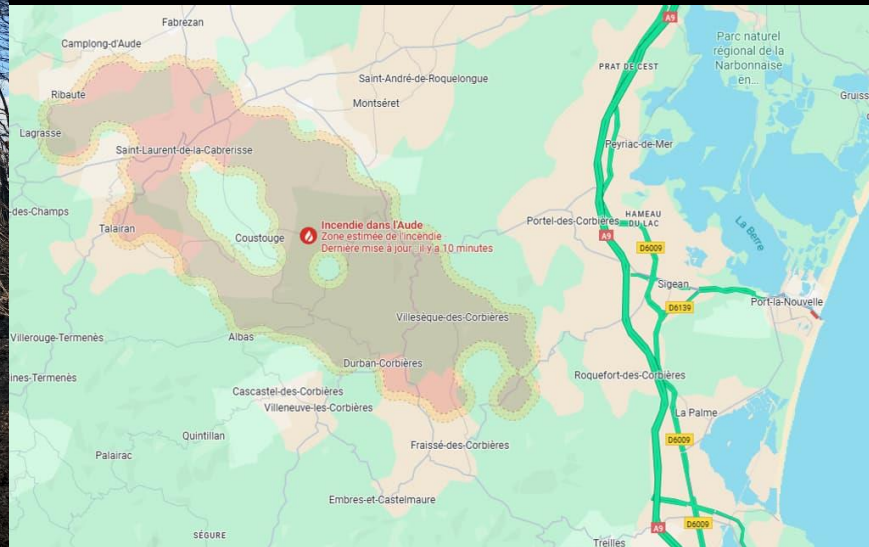 Fabrezan
A9
Camplong-d'Aude
Parc naturel
régional de la
Narbonnaise
en...
PRAT DE CEST
Saint-André-de-Roquelongue
Ribaute
Montséret
Gruiss
Lagrasse
Peyriac-de-Mer
Saint-Laurent-de-la-Cabrerisse
-des-Champs
HAMEAU
DU LAC
Portel-des-Corbières
Talairan
Incendie dans l'Aude
Zone estimée de l'incendie
Dernière mise à jour : il y a 10 minutes
Coustouge
A9
La Berre
D6009
Sigean
Port-la-Nouvelle
D6139
Villesèque-des-Corbières
Villerouge-Termenès
Albas
Durban-Corbières
ines-Termenès
Roquefort-des-Corbières
Cascastel-des-Corbières
Villeneuve-les-Corbières
La Palme
Quintillan
D6009
Fraissé-des-Corbières
Palairac
Embres-et-Castelmaure
A9
D6009
SÉGURE
Treilles